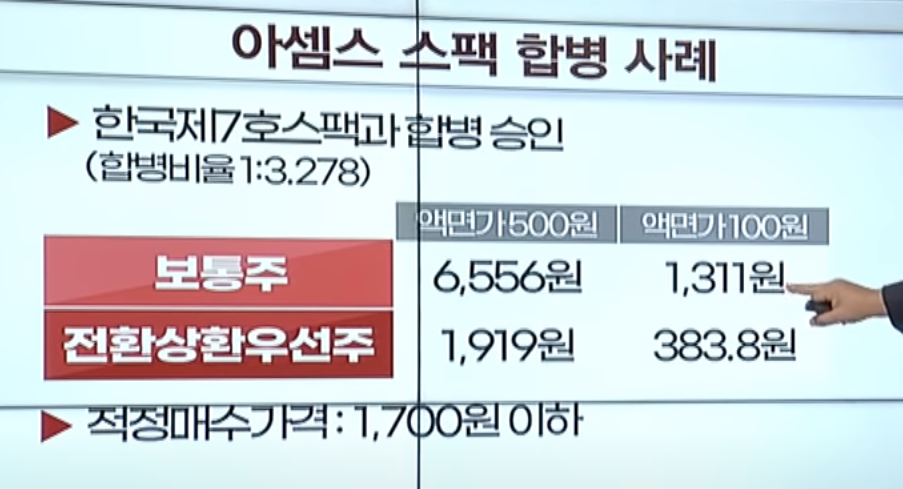 아셈스 스팩 합병 사례
▶ 한국제7호스팩과 합병 승인
(합병비율 1:3.278)
액면가 500원 액면가 100원
보통주 6,556원 1,311원
전환상환우선주 1,919원 383.8원
▶ 적정매수가격 : 1,700원 이하